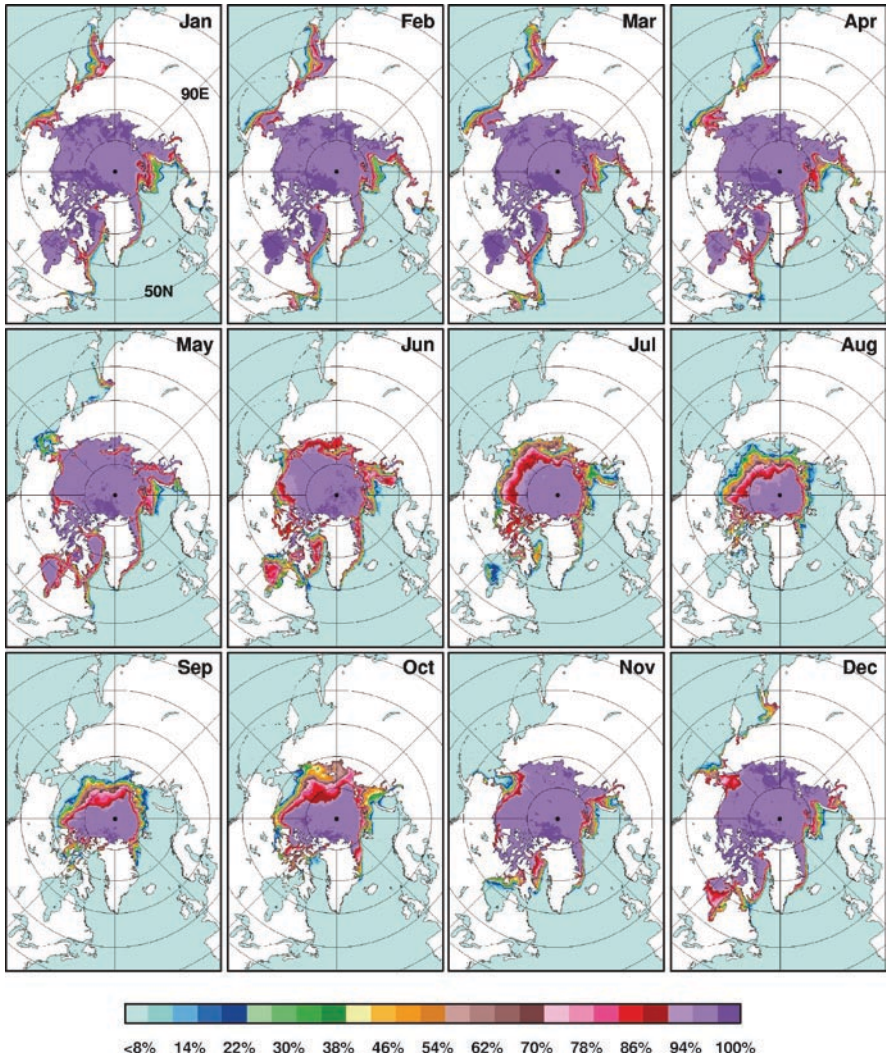 Jan Feb Mar Apr
90E
50N
May Jun Jul Aug
Sep Oct Nov Dec
<8% 14% 22% 30% 38% 46% 54% 62% 70% 78% 86% 94% 100%